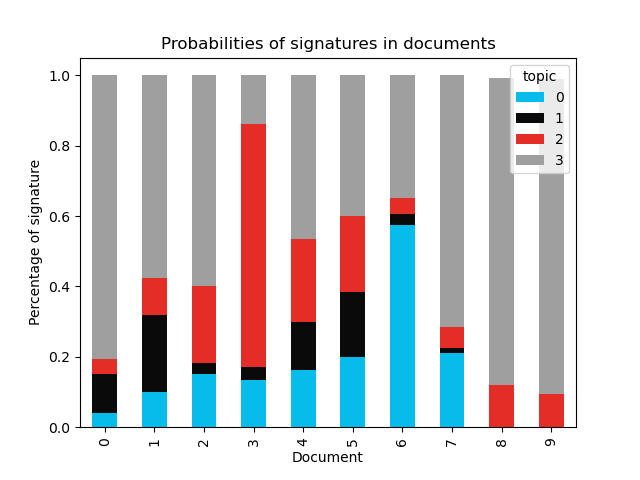 Probabilities of signatures in documents
topic
0
1
2
3
Percentage of signature
1.0
0.8
0.6
0.4
0.2
0.0
0 1 2 3 4 5 6 7 8 9
Document